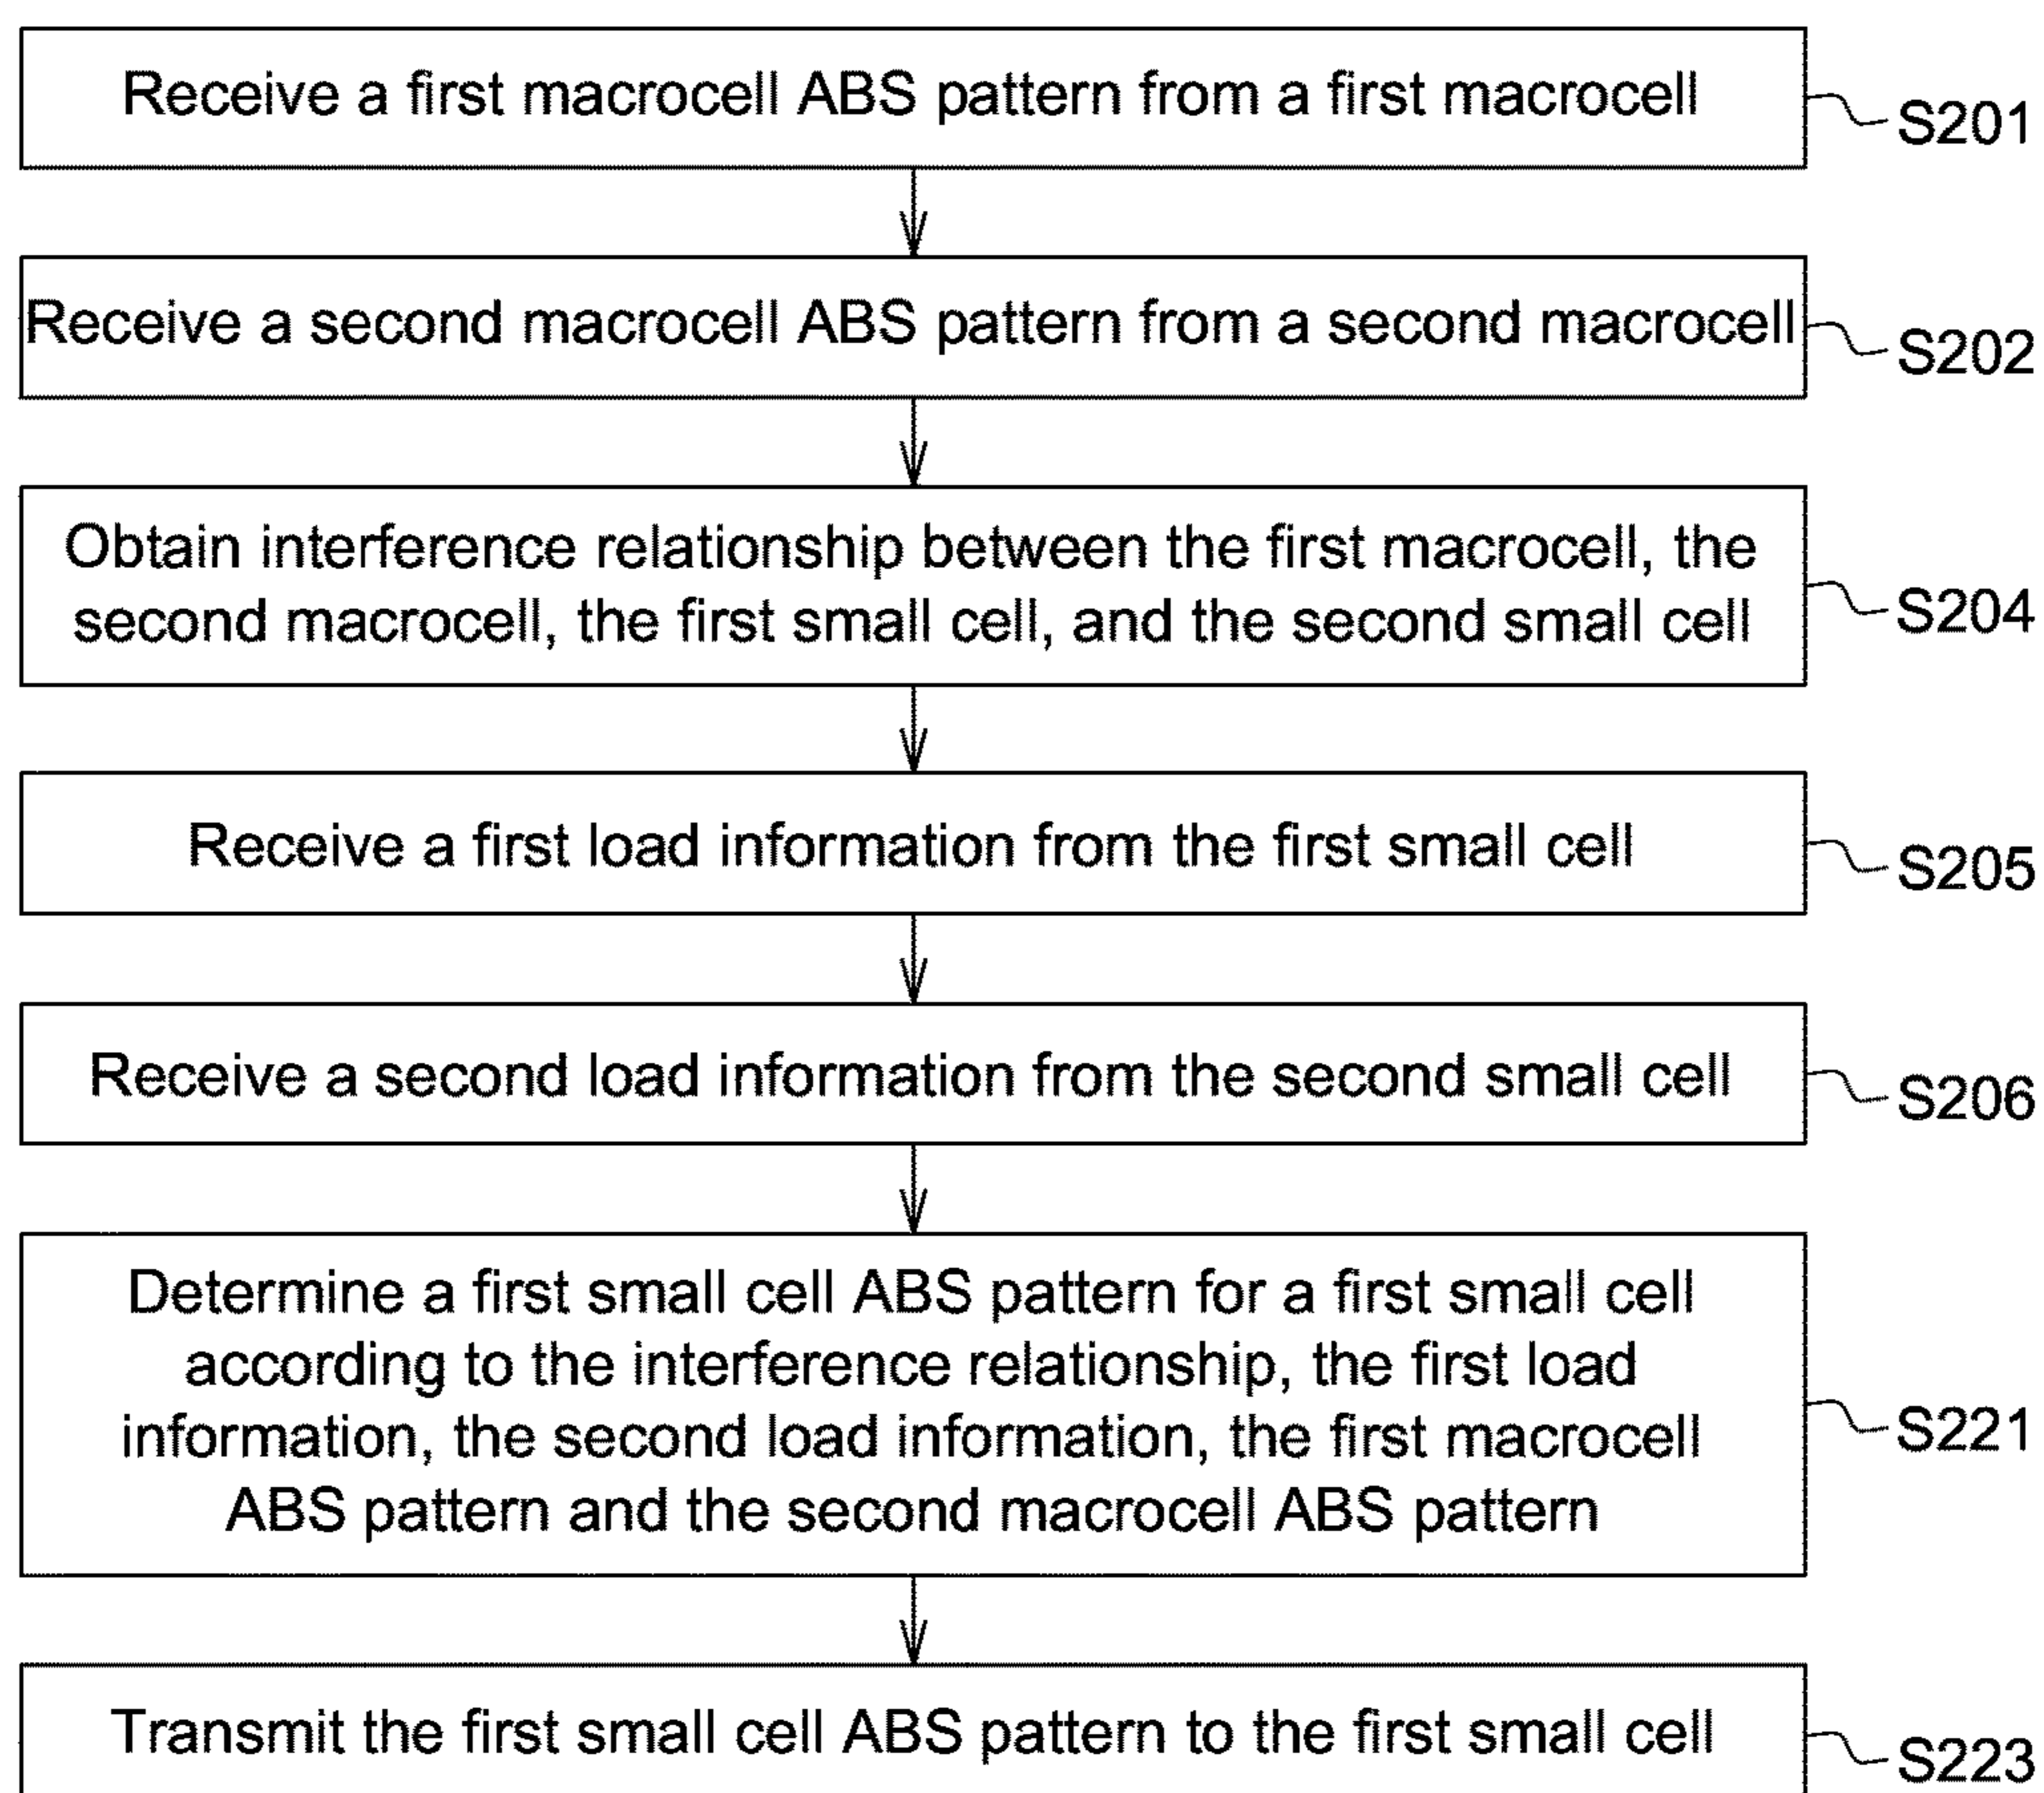 Receive a first macrocell ABS pattern from a first macrocell
S201
Receive a second macrocell ABS pattern from a second macrocell
S202
Obtain interference relationship between the first macrocell, the
second macrocell, the first small cell, and the second small cell
S204
Receive a first load information from the first small cell
S205
Receive a second load information from the second small cell
S206
Determine a first small cell ABS pattern for a first small cell
according to the interference relationship, the first load
information, the second load information, the first macrocell
ABS pattern and the second macrocell ABS pattern
S221
Transmit the first small cell ABS pattern to the first small cell
S223